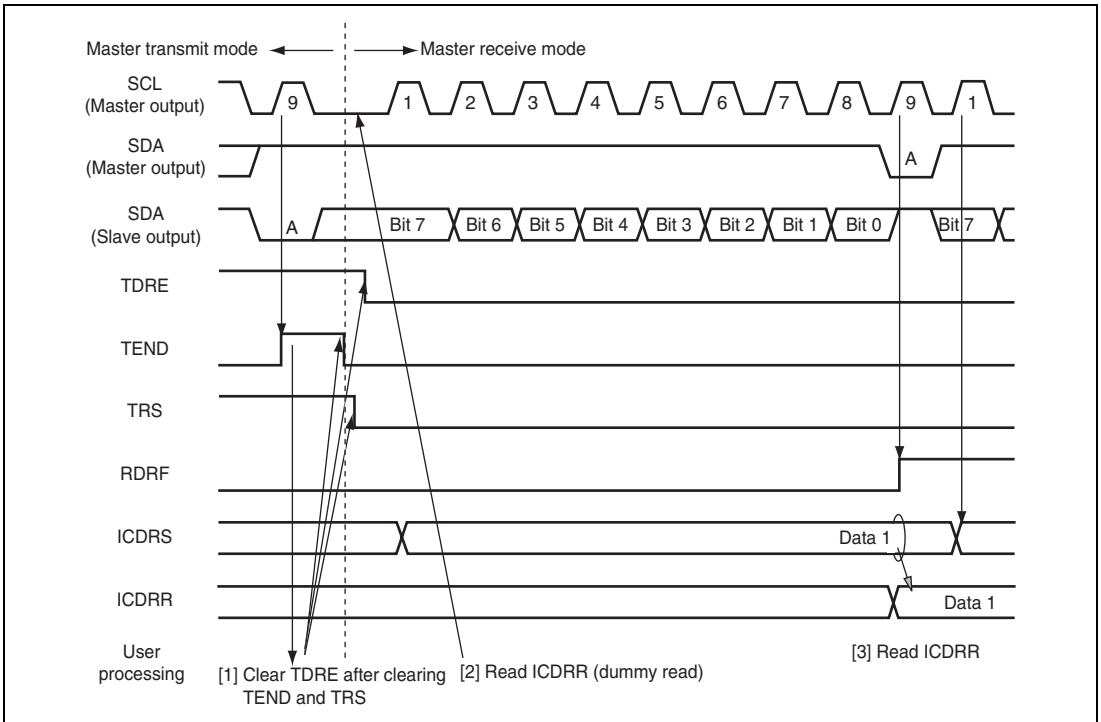 Master transmit mode
Master receive mode
SCL
(Master output)
9
1
2
3
4
5
6
7
8
9
1
SDA
(Master output)
A
SDA
(Slave output)
A
Bit 7
Bit 6
Bit 5
Bit 4
Bit 3
Bit 2
Bit 1
Bit 0
Bit 7
TDRE
TEND
TRS
RDRF
ICDRS
Data 1
ICDRR
Data 1
User
processing
[1] Clear TDRE after clearing
TEND and TRS
[2] Read ICDRR (dummy read)
[3] Read ICDRR